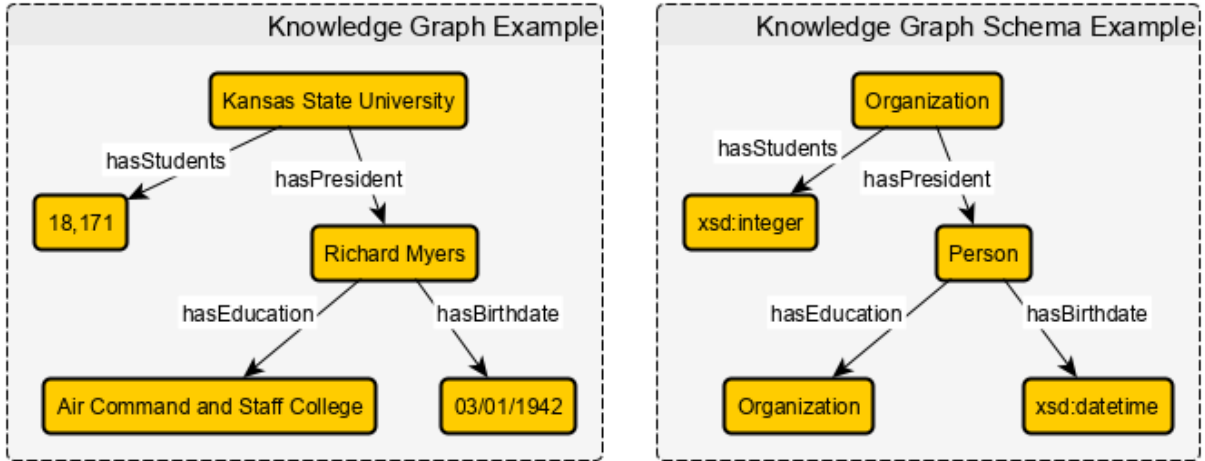 Knowledge Graph Example
Kansas State University
hasStudents
hasPresident
18,171
Richard Myers
hasEducation
hasBirthdate
Air Command and Staff College
03/01/1942
Knowledge Graph Schema Example
Organization
hasStudents
hasPresident
xsd:integer
Person
hasEducation
hasBirthdate
Organization
xsd:datetime